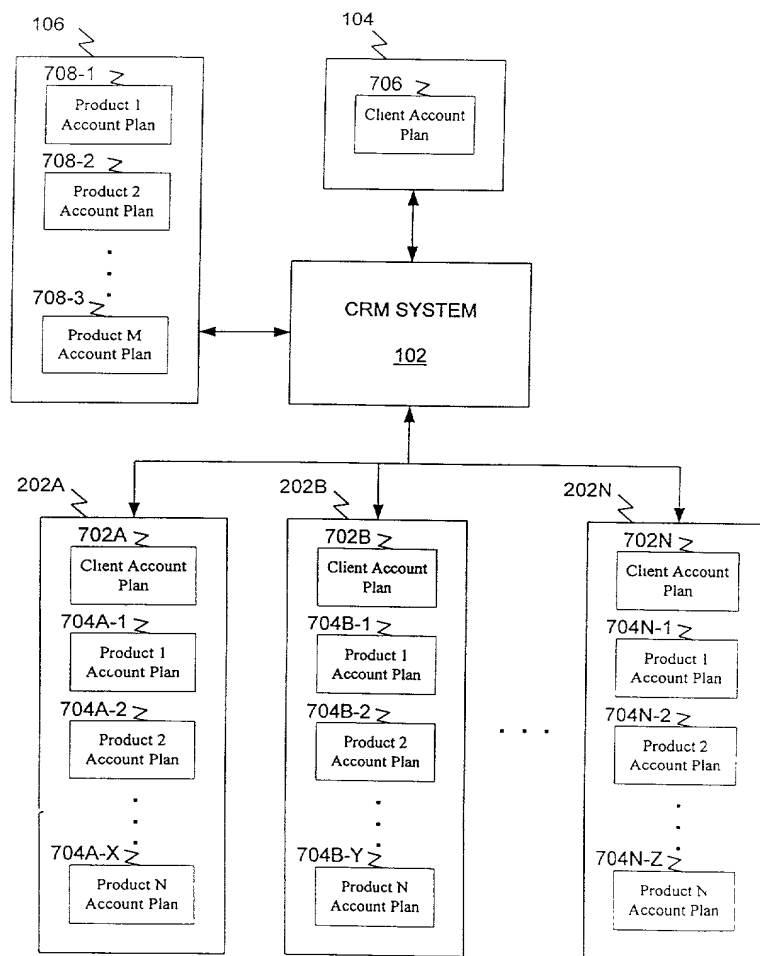 106
708-1
Product 1
Account Plan
708-2
Product 2
Account Plan
708-3
Product M
Account Plan
104
706
Client Account
Plan
CRM SYSTEM
102
202A
702A
Client Account
Plan
704A-1
Product 1
Account Plan
704A-2
Product 2
Account Plan
704A-X
Product N
Account Plan
202B
702B
Client Account
Plan
704B-1
Product 1
Account Plan
704B-2
Product 2
Account Plan
704B-Y
Product N
Account Plan
202N
702N
Client Account
Plan
704N-1
Product 1
Account Plan
704N-2
Product 2
Account Plan
704N-Z
Product N
Account Plan